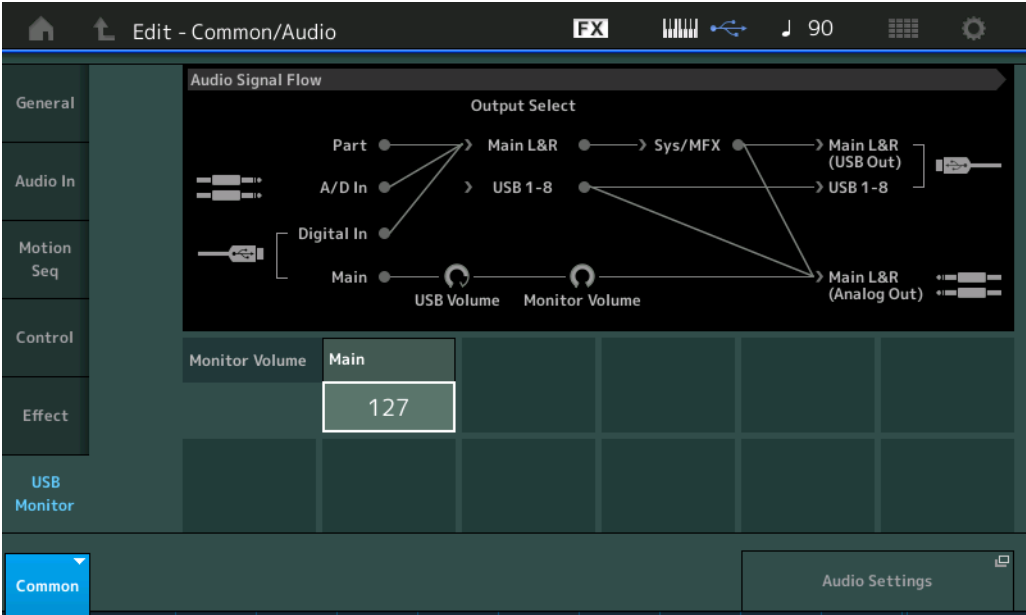 Edit - Common/Audio
FX
90
General
Audio In
Motion
Seq
Control
Effect
USB
Monitor
Common
Audio Signal Flow
Output Select
Part
Main L&R
Sys/MFX
Main L&R
(USB Out)
A/D In
USB 1-8
USB 1-8
Digital In
Main
USB Volume
Monitor Volume
Main L&R
(Analog Out)
Monitor Volume
Main
127
Audio Settings